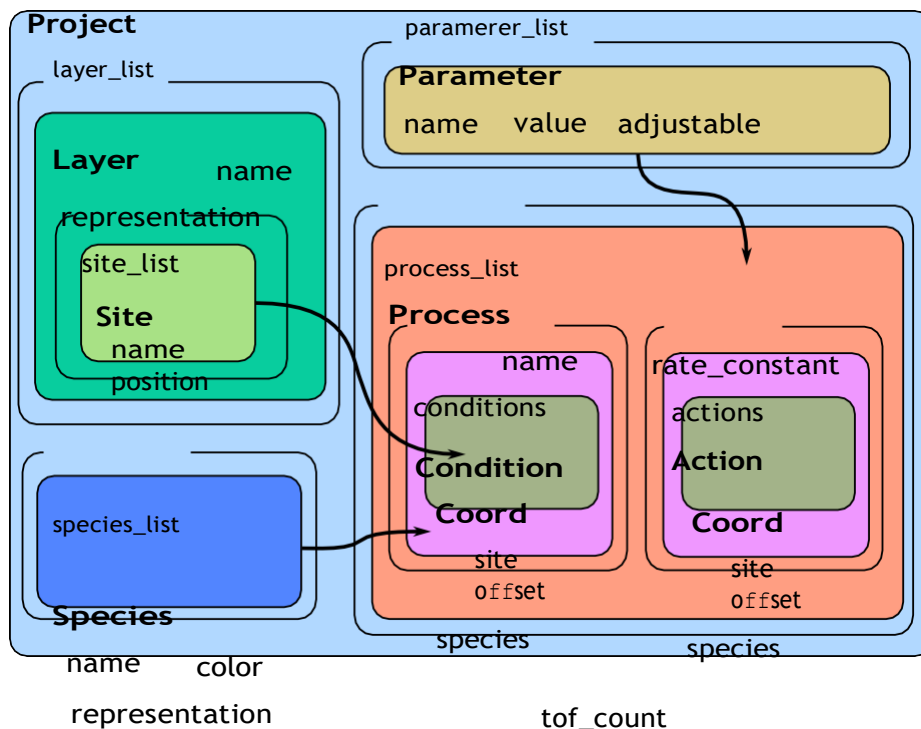 Project
paramerer_list
layer_list
Parameter
name value adjustable
Layer
name
representation
site_list
process_list
Site
Process
name
position
name
rate_constant
conditions
actions
Condition
Action
species_list
Coord
Coord
site
site
offset
offset
Species
species
species
name color
representation
tof_count